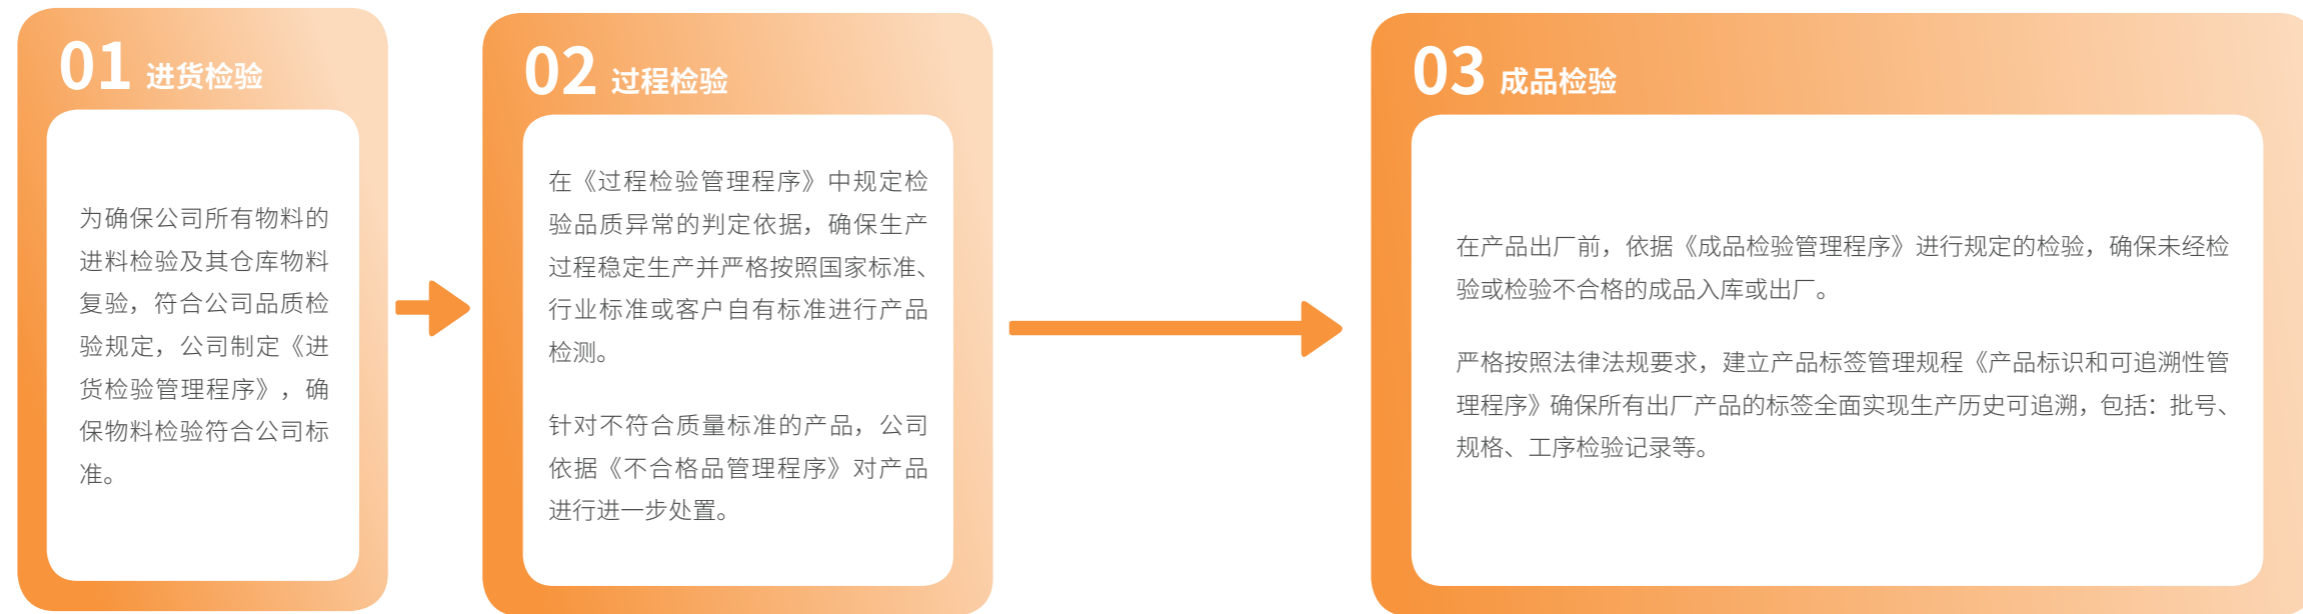 01 进货检验
为确保公司所有物料的
进料检验及其仓库物料
复验，符合公司品质检
验规定，公司制定《进
货检验管理程序》，确
保物料检验符合公司标
准。
02 过程检验
在《过程检验管理程序》中规定检
验品质异常的判定依据，确保生产
过程稳定生产并严格按照国家标准、
行业标准或客户自有标准进行产品
检测。
针对不符合质量标准的产品，公司
依据《不合格品管理程序》对产品
进行进一步处置。
03 成品检验
在产品出厂前，依据《成品检验管理程序》进行规定的检验，确保未经检
验或检验不合格的成品入库或出厂。
严格按照法律法规要求，建立产品标签管理规程《产品标识和可追溯性管
理程序》确保所有出厂产品的标签全面实现生产历史可追溯，包括：批号、
规格、工序检验记录等。